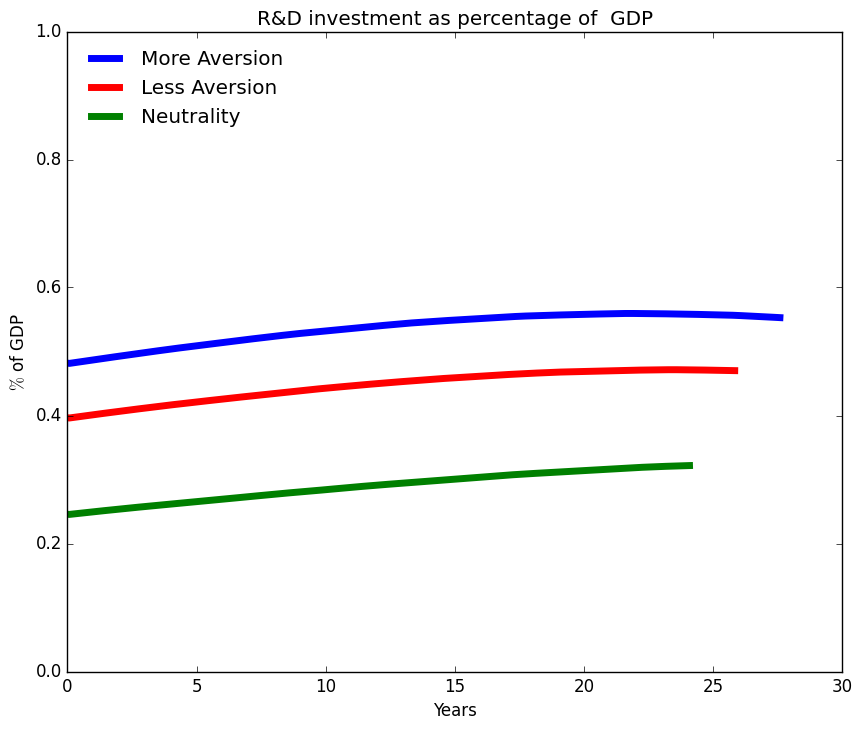 R&D investment as percentage of  GDP
More Aversion
Less Aversion
Neutrality
1.0
0.8
0.6
0.4
0.2
0.0
% of GDP
0 5 10 15 20 25 30
Years